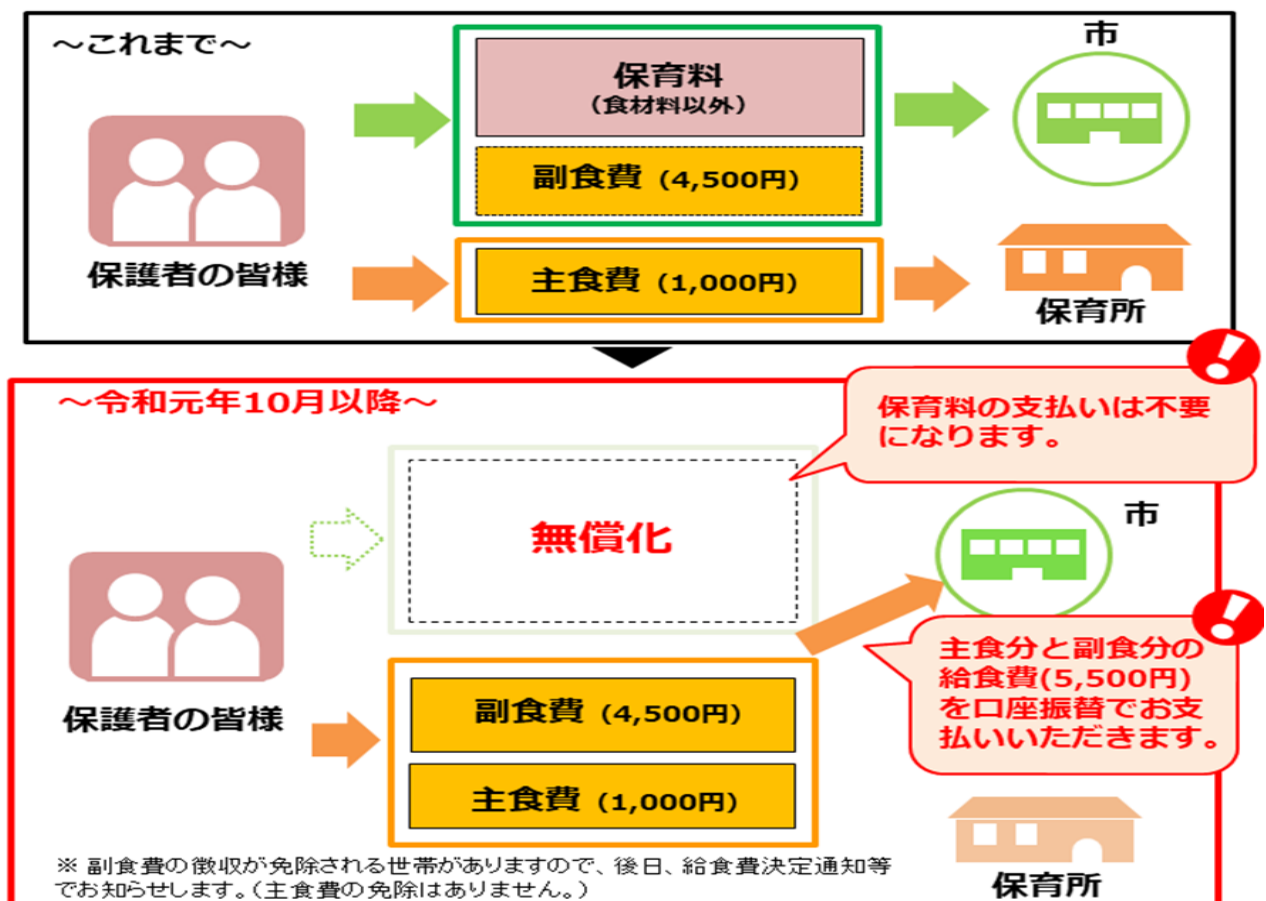 ～これまで～
市
保育料
（食材料以外）
副食費（4,500円）
保護者の皆様
主食費（1,000円）
保育所
～令和元年10月以降～
保育料の支払いは不要
になります。
無償化
市
主食分と副食分の
給食費(5,500円)
を口座振替でお支
払いいただきます。
保護者の皆様
副食費（4,500円）
主食費（1,000円）
※ 副食費の徴収が免除される世帯がありますので、後日、給食費決定通知等
でお知らせします。（主食費の免除はありません。）
保育所